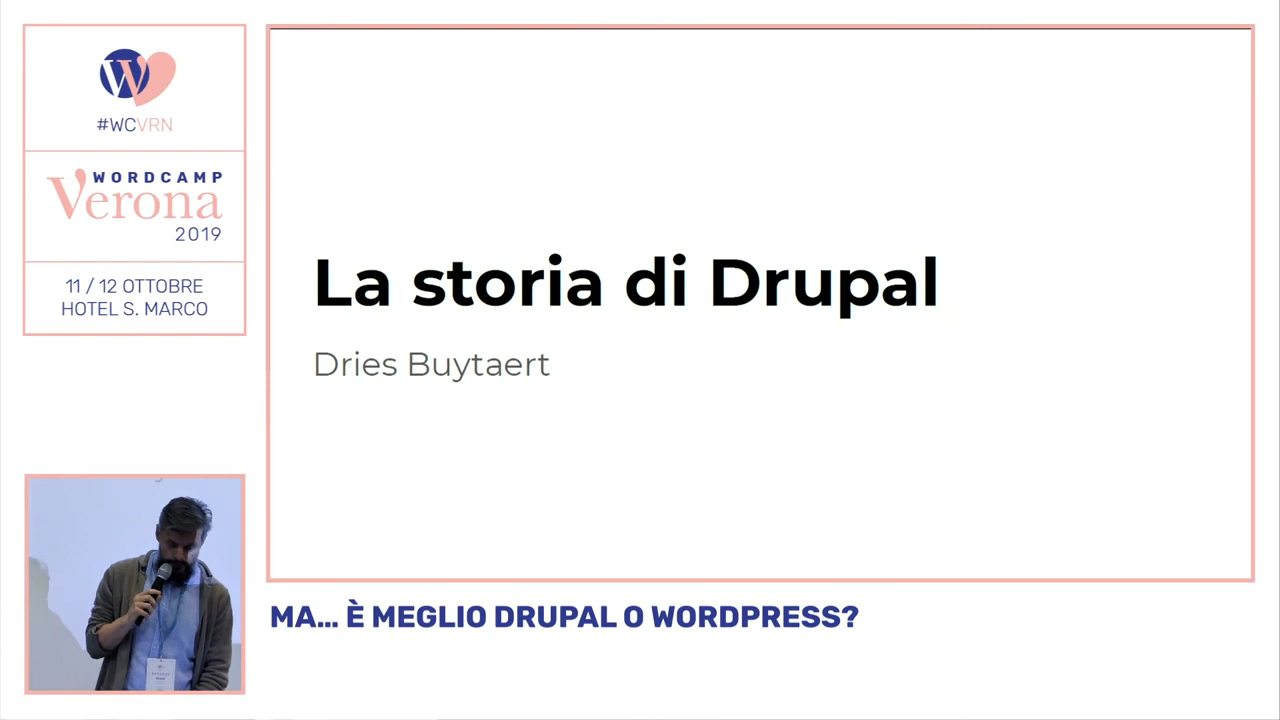 #WCVRN
WORDCAMP
Verona
2019
11 / 12 OTTOBRE
HOTEL S. MARCO
La storia di Drupal
Dries Buytaert
MA... È MEGLIO DRUPAL O WORDPRESS?